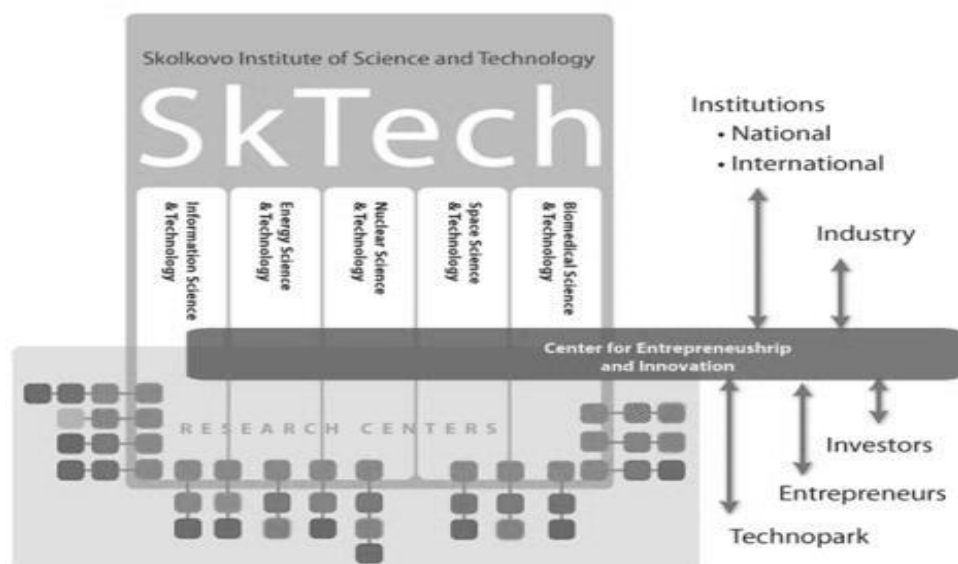 Skolkovo Institute of Science and Technology
SkTech
Information Science
& Technology
Energy Science
& Technology
Nuclear Science
& Technology
Space Science
& Technology
Biomedical Science
& Technology
Institutions
• National
• International
Industry
Center for Entrepreneushrip
and Innovation
RESEARCH CENTERS
Investors
Entrepreneurs
Technopark